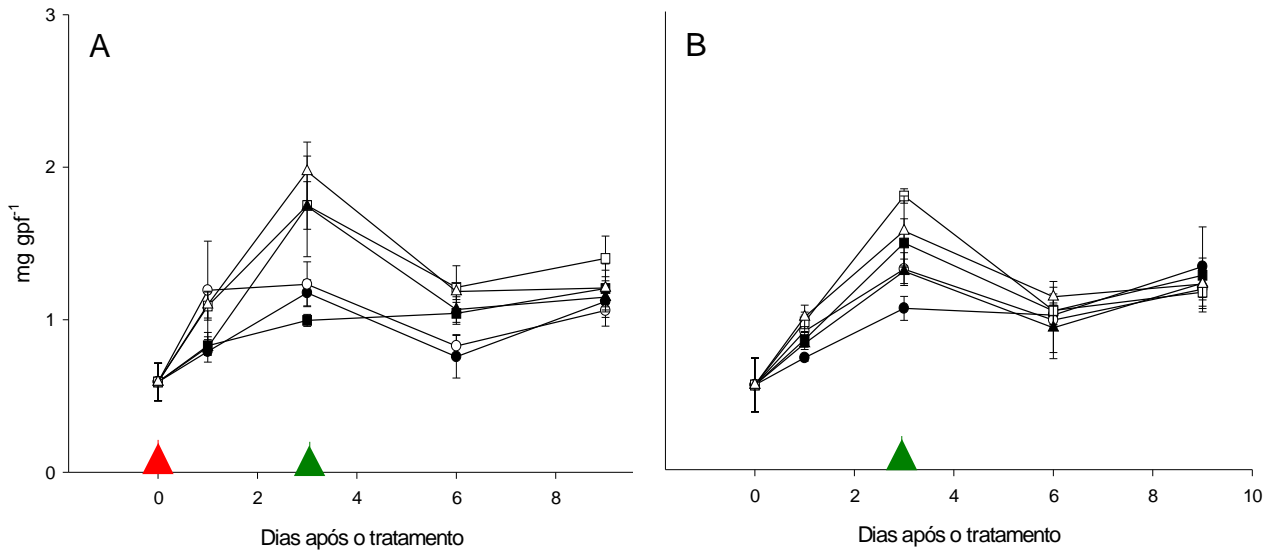 A
B
3
2
1
0
mg gpf-1
0 2 4 6 8
0 2 4 6 8 10
Dias após o tratamento
Dias após o tratamento